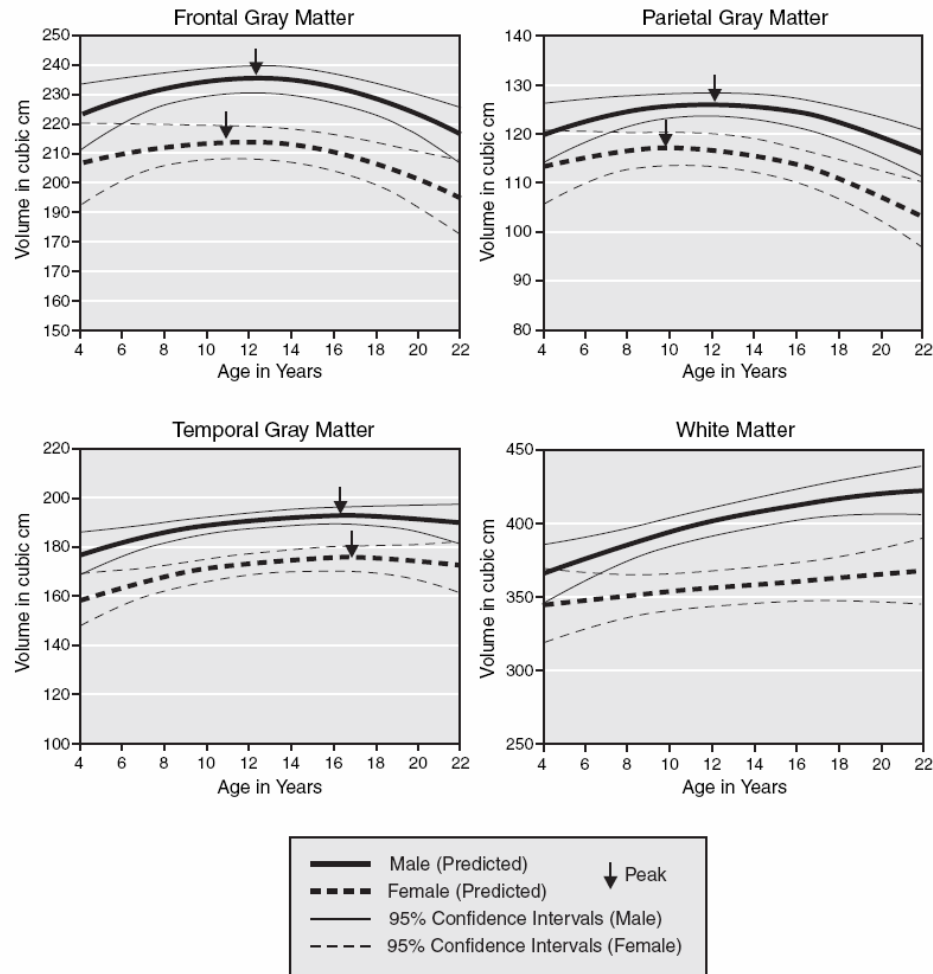 Frontal Gray Matter
Volume in cubic cm
250
240
230
220
210
200
190
180
170
160
150
4 6 8 10 12 14 16 18 20 22
Age in Years
Parietal Gray Matter
Volume in cubic cm
140
130
120
110
100
90
80
4 6 8 10 12 14 16 18 20 22
Age in Years
Temporal Gray Matter
Volume in cubic cm
220
200
180
160
140
120
100
4 6 8 10 12 14 16 18 20 22
Age in Years
White Matter
Volume in cubic cm
450
400
350
300
250
4 6 8 10 12 14 16 18 20 22
Age in Years
Male (Predicted)
Peak
Female (Predicted)
95% Confidence Intervals (Male)
95% Confidence Intervals (Female)